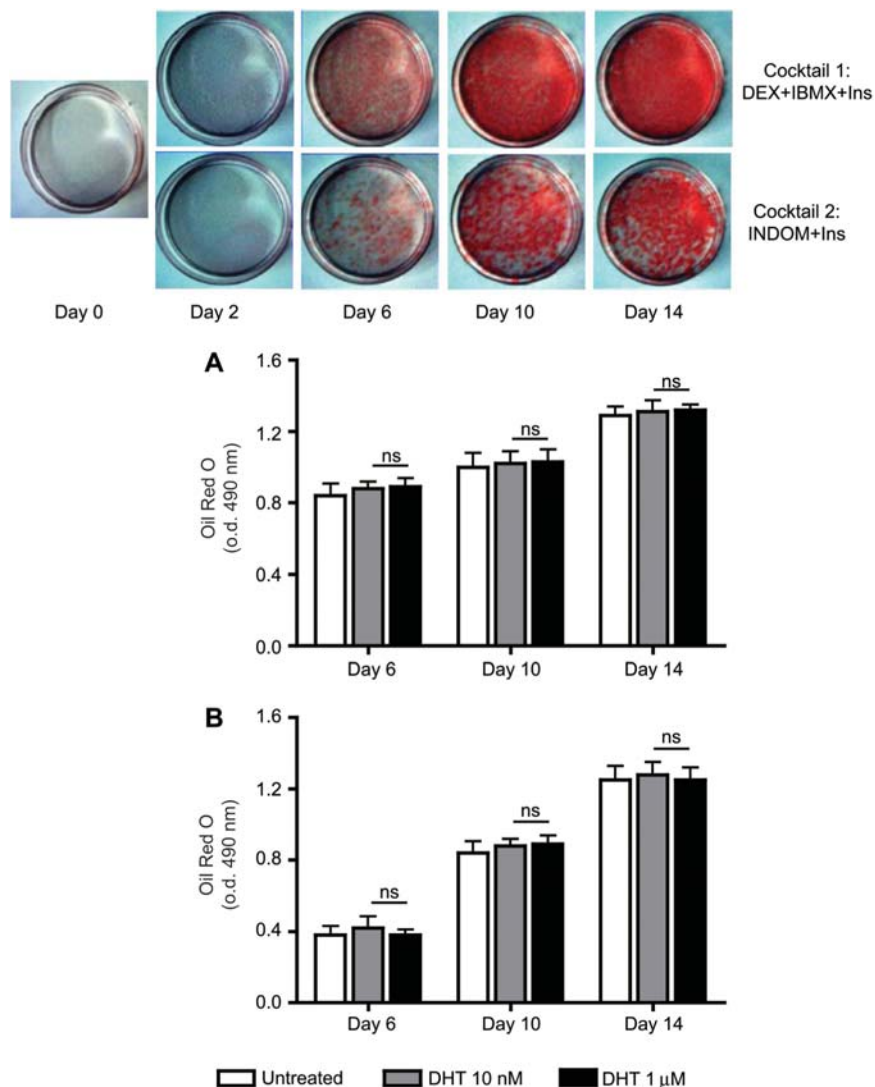 Cocktail 1:
DEX+IBMX+Ins
Cocktail 2:
INDOM+Ins
Day 0
Day 2
Day 6
Day 10
Day 14
A
1.6
1.2
0.8
0.4
0.0
Oil Red O
(o.d. 490 nm)
ns
ns
ns
Day 6
Day 10
Day 14
B
1.6
1.2
0.8
0.4
0.0
Oil Red O
(o.d. 490 nm)
ns
ns
ns
Day 6
Day 10
Day 14
Untreated
DHT 10 nM
DHT 1 μM